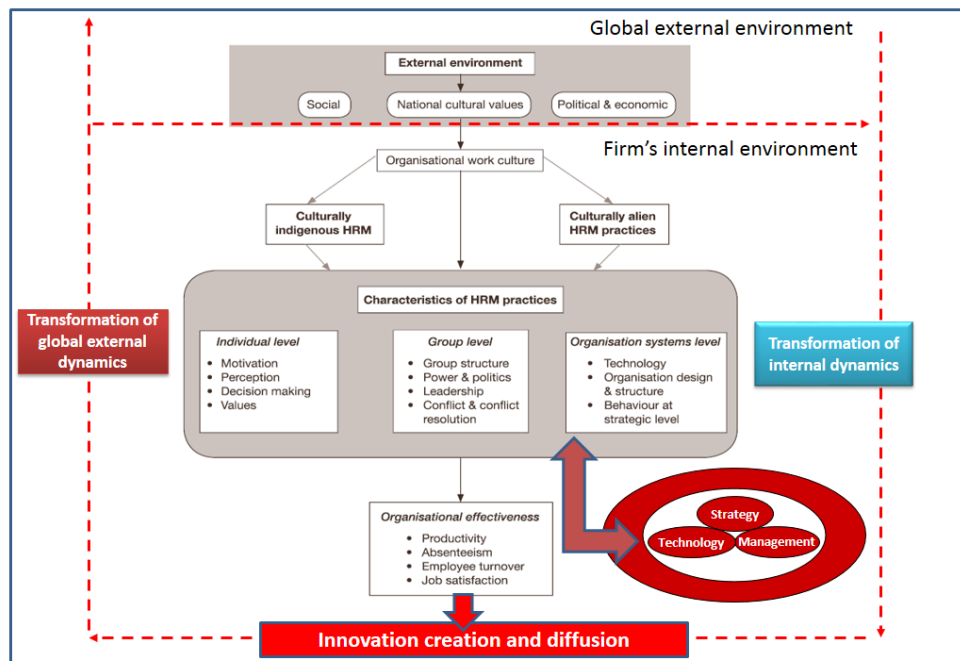 Global external environment
External environment
Social
National cultural values
Political & economic
Firm's internal environment
Organisational work culture
Culturally
indigenous HRM
Culturally alien
HRM practices
Characteristics of HRM practices
Transformation of
global external
dynamics
Individual level
• Motivation
• Perception
• Decision making
• Values
Group level
• Group structure
• Power & politics
• Leadership
• Conflict & conflict
resolution
Organisation systems level
• Technology
• Organisation design
& structure
• Behaviour at
strategic level
Transformation of
internal dynamics
Organisational effectiveness
• Productivity
• Absenteeism
• Employee turnover
• Job satisfaction
Strategy
Technology
Management
Innovation creation and diffusion